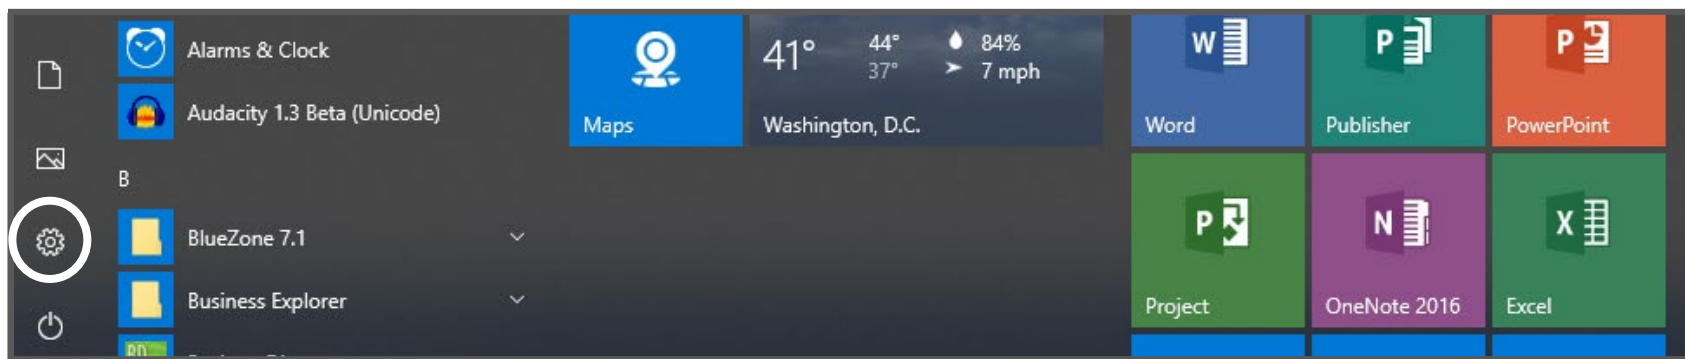 Alarms & Clock
Audacity 1.3 Beta (Unicode)
B
BlueZone 7.1
Business Explorer
Maps
41°
44°
37°
84%
7 mph
Washington, D.C.
W
Word
P
Publisher
P
PowerPoint
P
Project
N
OneNote 2016
X
Excel